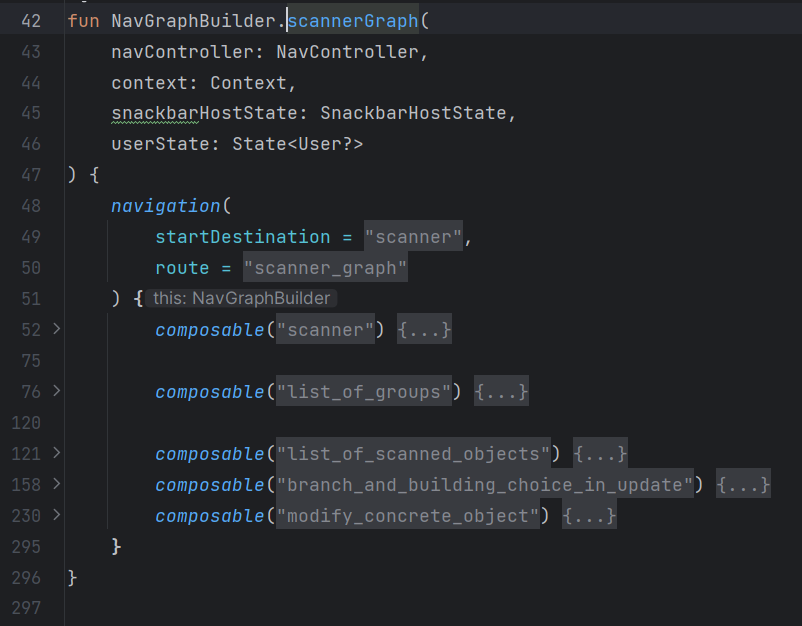 42 fun NavGraphBuilder.scannerGraph(
43 navController: NavController,
44 context: Context,
45 snackbarHostState: SnackbarHostState,
46 userState: State<User?>
47 ) {
48 navigation(
49 startDestination = "scanner",
50 route = "scanner_graph"
51 ) { this: NavGraphBuilder
52 composable("scanner") {...}
75
76 composable("list_of_groups") {...}
120
121 composable("list_of_scanned_objects") {...}
158 composable("branch_and_building_choice_in_update") {...}
230 composable("modify_concrete_object") {...}
295 }
296 }
297